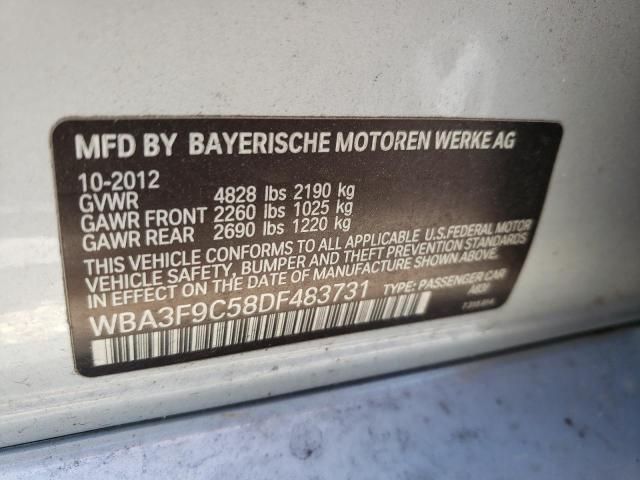 MFD BY BAYERISCHE MOTOREN WERKE AG
10-2012
GVWR 4828 lbs 2190 kg
GAWR FRONT 2260 lbs 1025 kg
GAWR REAR 2690 lbs 1220 kg
THIS VEHICLE CONFORMS TO ALL APPLICABLE U.S.FEDERAL MOTOR
VEHICLE SAFETY, BUMPER AND THEFT PREVENTION STANDARDS
IN EFFECT ON THE DATE OF MANUFACTURE SHOWN ABOVE.
WBA3F9C58DF483731 TYPE: PASSENGER CAR